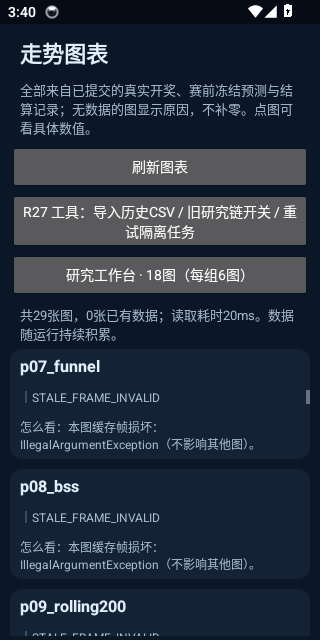 3:40
走势图表
全部来自已提交的真实开奖、赛前冻结预测与结
算记录；无数据的图显示原因，不补零。点图可
看具体数值。
刷新图表
R27 工具：导入历史CSV / 旧研究链开关 / 重
试隔离任务
研究工作台 · 18图（每组6图）
共29张图，0张已有数据；读取耗时20ms。数据
随运行持续积累。
p07_funnel
｜STALE_FRAME_INVALID
怎么看：本图缓存帧损坏：
IllegalArgumentException（不影响其他图）。
p08_bss
｜STALE_FRAME_INVALID
怎么看：本图缓存帧损坏：
IllegalArgumentException（不影响其他图）。
p09_rolling200
｜STALE_FRAME_INVALID